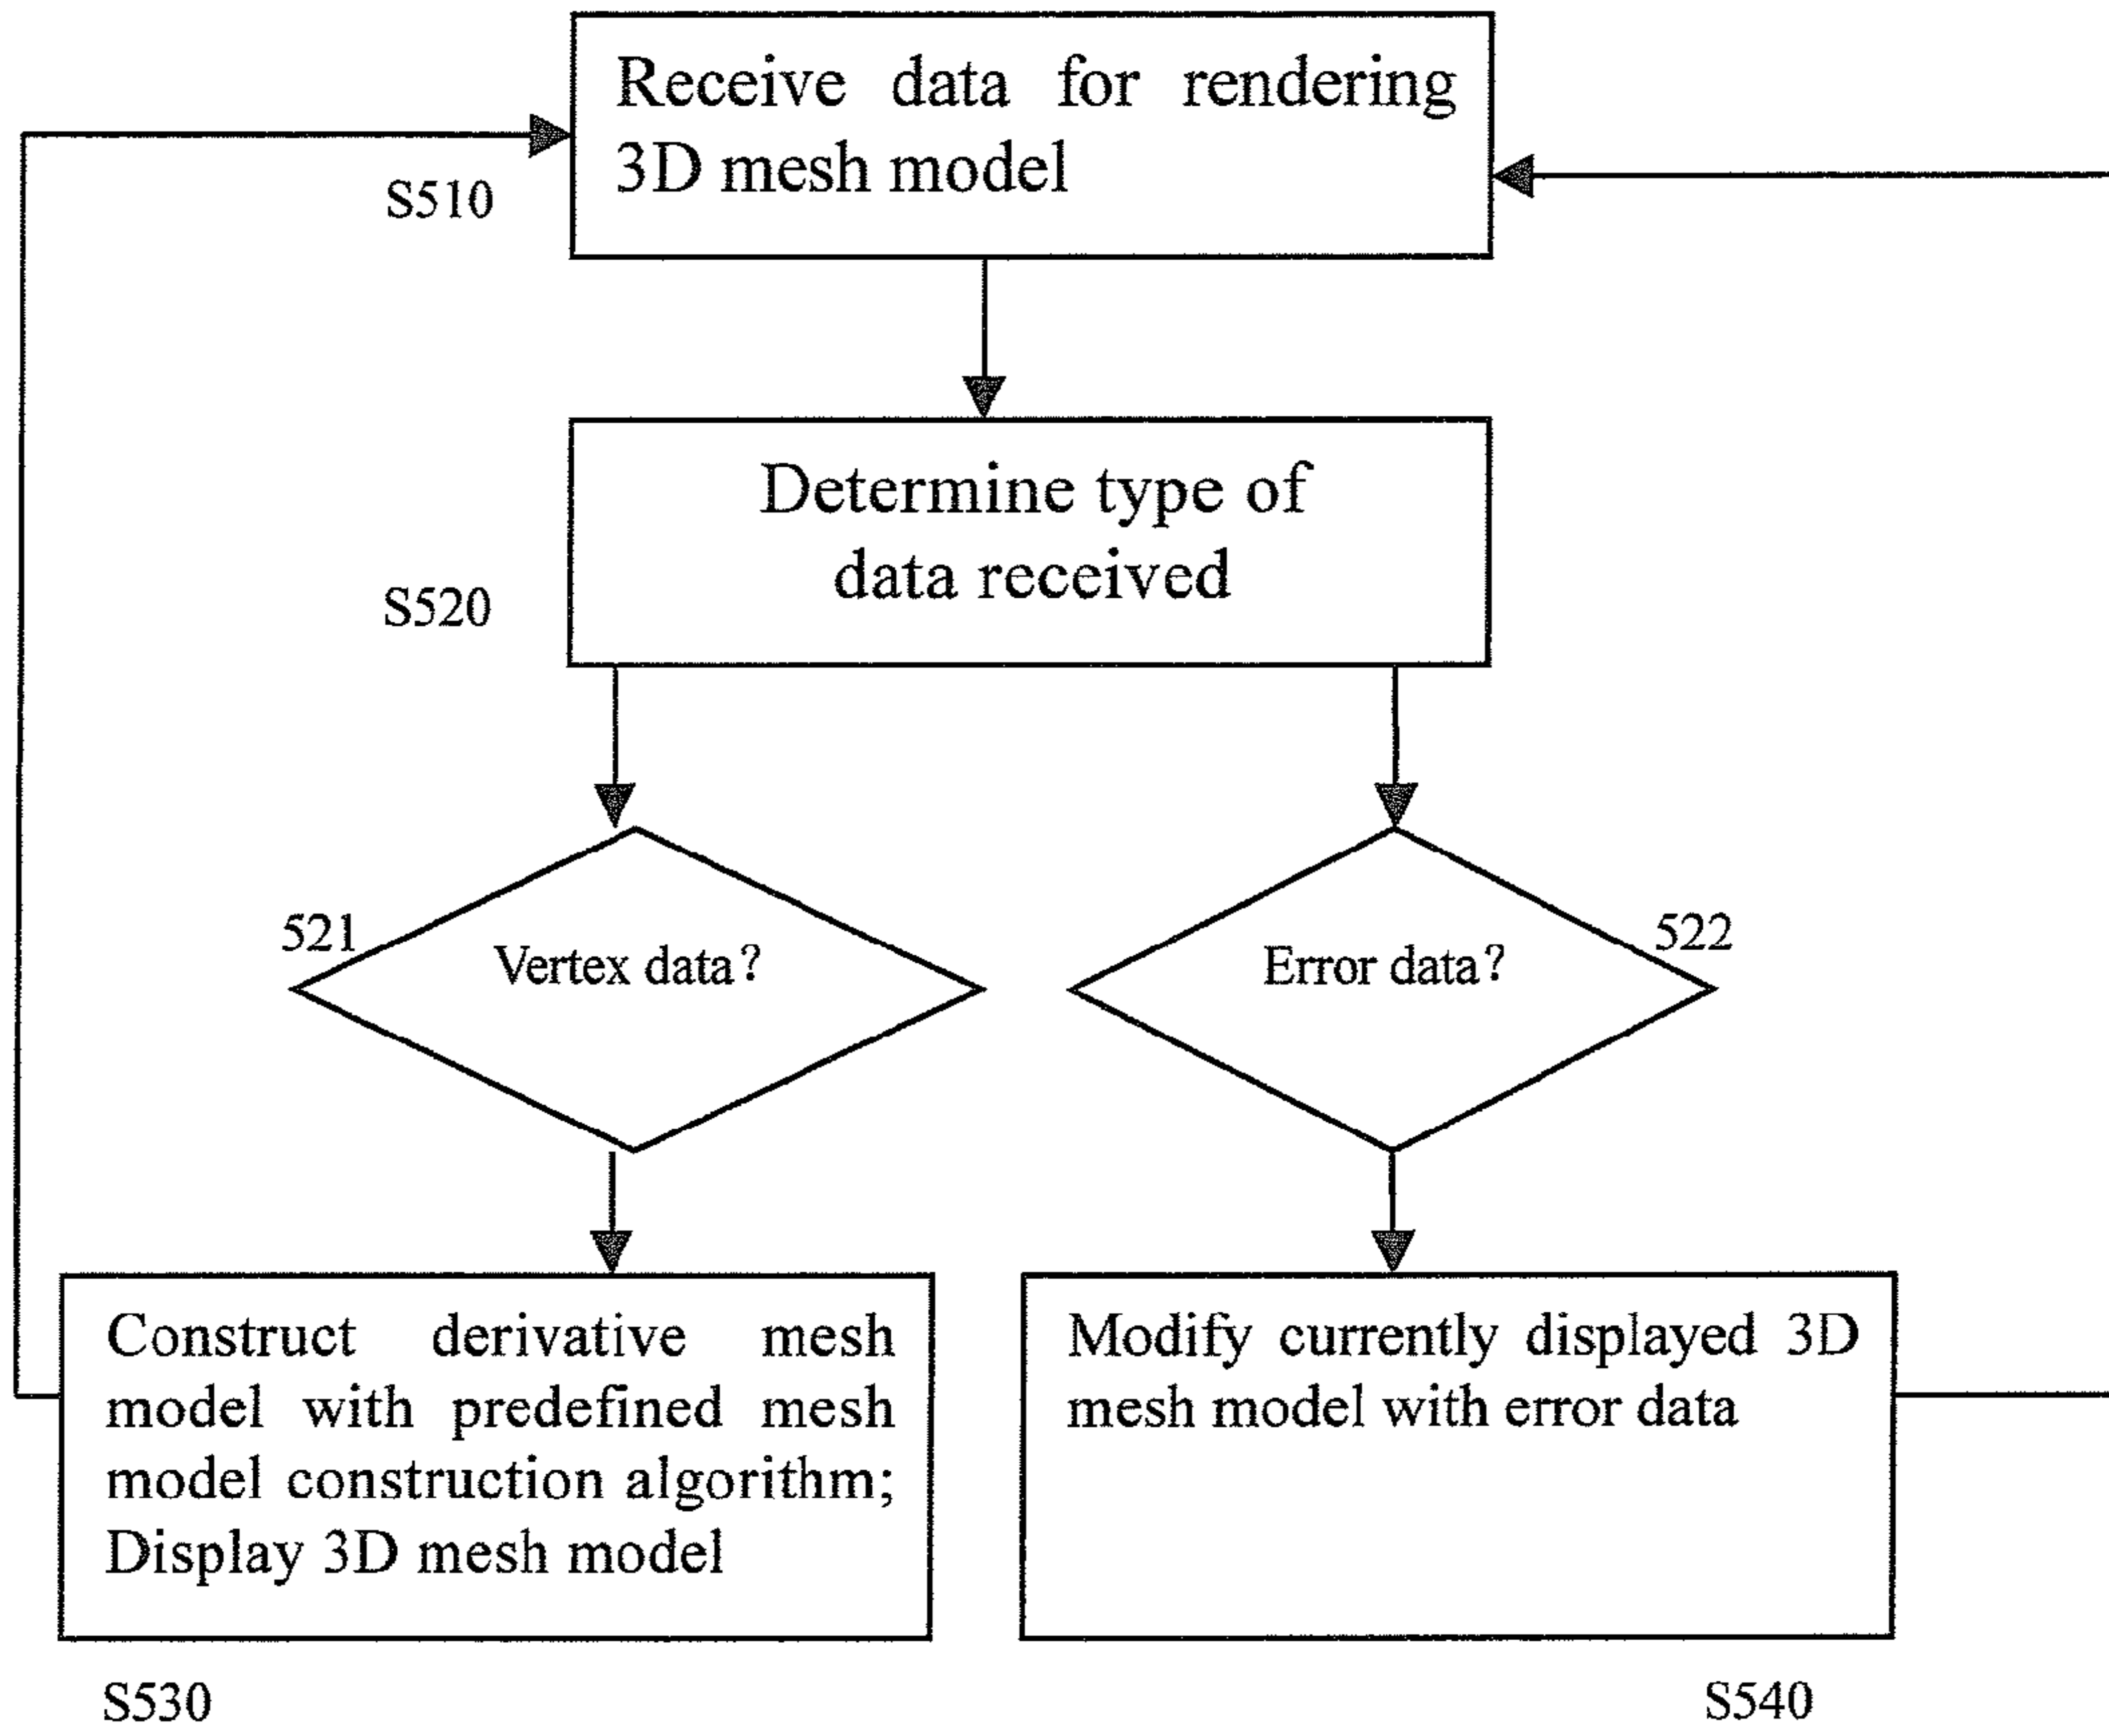 Receive data for rendering
3D mesh model
S510
Determine type of
data received
S520
521
Vertex data?
Error data?
522
Construct derivative mesh
model with predefined mesh
model construction algorithm;
Display 3D mesh model
Modify currently displayed 3D
mesh model with error data
S530
S540